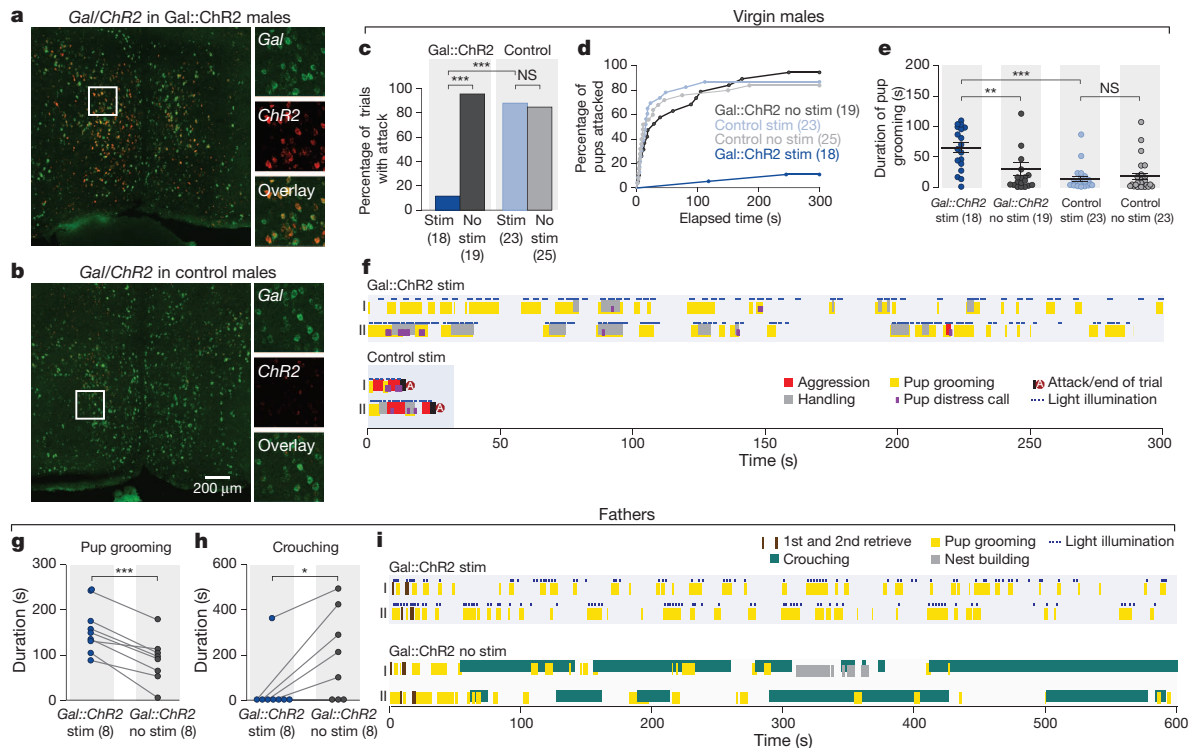 a
Gal/ChR2 in Gal::ChR2 males
Gal
ChR2
Overlay
b
Gal/ChR2 in control males
Gal
ChR2
Overlay
200 μm
Virgin males
c
Gal::ChR2 Control
***
*** NS
Percentage of trials
with attack
100
80
60
40
20
0
Stim
(18)
No
stim
(19)
Stim
(23)
No
stim
(25)
d
Percentage of
pups attacked
100
80
60
40
20
0
Gal::ChR2 no stim (19)
Control stim (23)
Control no stim (25)
Gal::ChR2 stim (18)
0 100 200 300
Elapsed time (s)
e
Duration of pup
grooming (s)
200
150
100
50
0
***
** NS
Gal::ChR2
stim (18)
Gal::ChR2
no stim (19)
Control
stim (23)
Control
no stim (23)
f
Gal::ChR2 stim
I
II
Control stim
I A
II A
Aggression Pup grooming A Attack/end of trial
Handling Pup distress call Light illumination
0 50 100 150 200 250 300
Time (s)
Fathers
g
Pup grooming
***
Duration (s)
300
200
100
0
Gal::ChR2
stim (8)
Gal::ChR2
no stim (8)
h
Crouching
*
Duration (s)
600
400
200
0
Gal::ChR2
stim (8)
Gal::ChR2
no stim (8)
i
1st and 2nd retrieve Pup grooming Light illumination
Crouching Nest building
Gal::ChR2 stim
I
II
Gal::ChR2 no stim
I
II
0 100 200 300 400 500 600
Time (s)